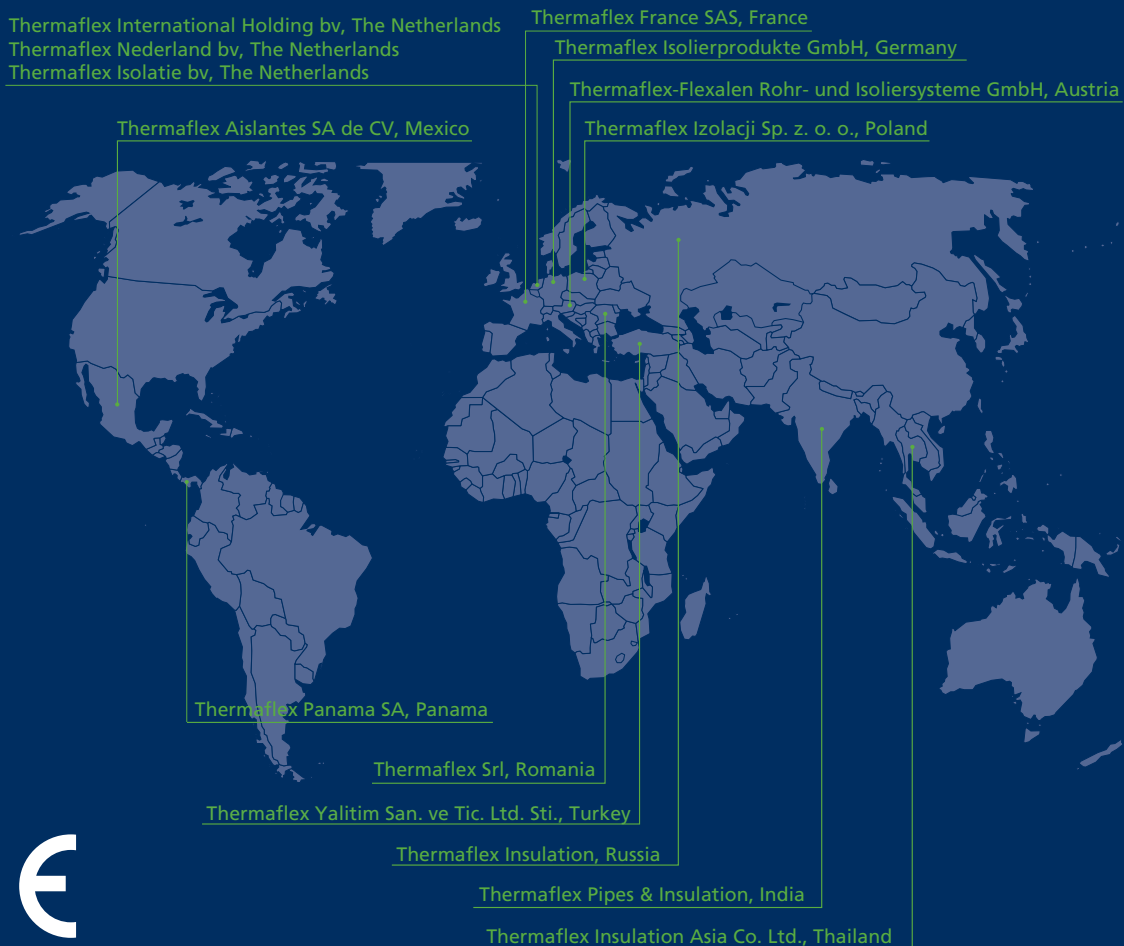 Thermaflex International Holding bv, The Netherlands
Thermaflex Nederland bv, The Netherlands
Thermaflex Isolatie bv, The Netherlands
Thermaflex France SAS, France
Thermaflex Isolierprodukte GmbH, Germany
Thermaflex-Flexalen Rohr- und Isoliersysteme GmbH, Austria
Thermaflex Aislantes SA de CV, Mexico
Thermaflex Izolacji Sp. z. o. o., Poland
Thermaflex Panama SA, Panama
Thermaflex Srl, Romania
Thermaflex Yalitim San. ve Tic. Ltd. Sti., Turkey
Thermaflex Insulation, Russia
Thermaflex Pipes & Insulation, India
Thermaflex Insulation Asia Co. Ltd., Thailand